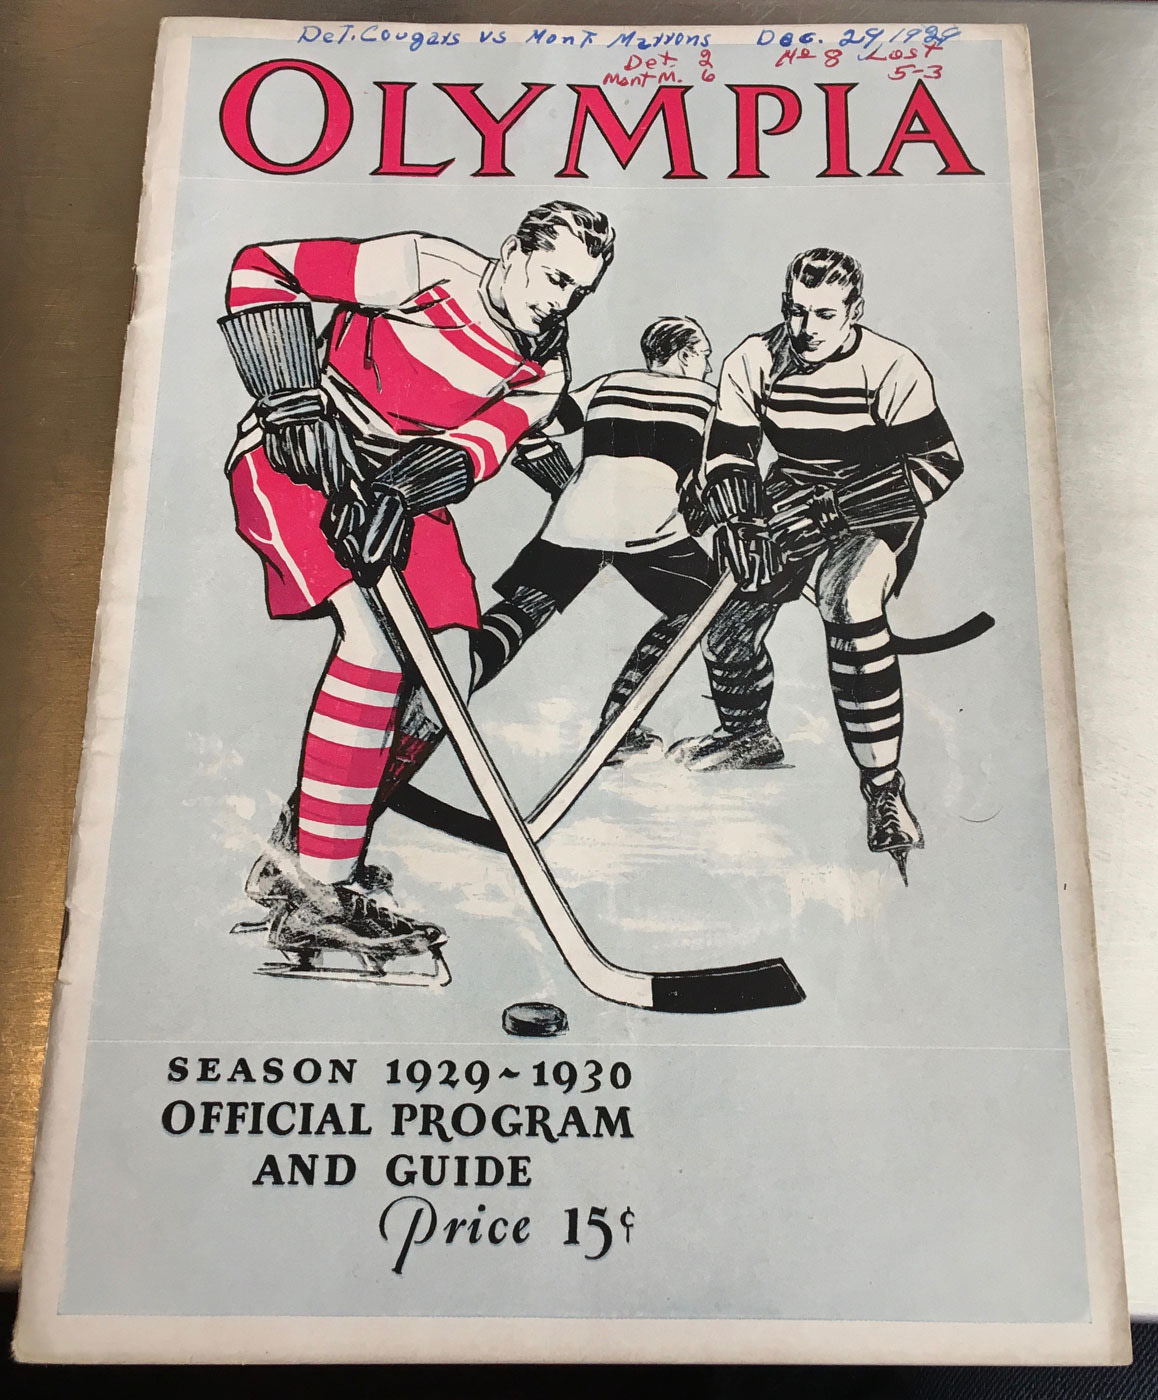 Det. Cougars vs Mont. Marrons Dec. 29 1929
Det. 2 No 8 Lost
Mont M. 6 5-3
OLYMPIA
SEASON 1929~1930
OFFICIAL PROGRAM
AND GUIDE
Price 15¢